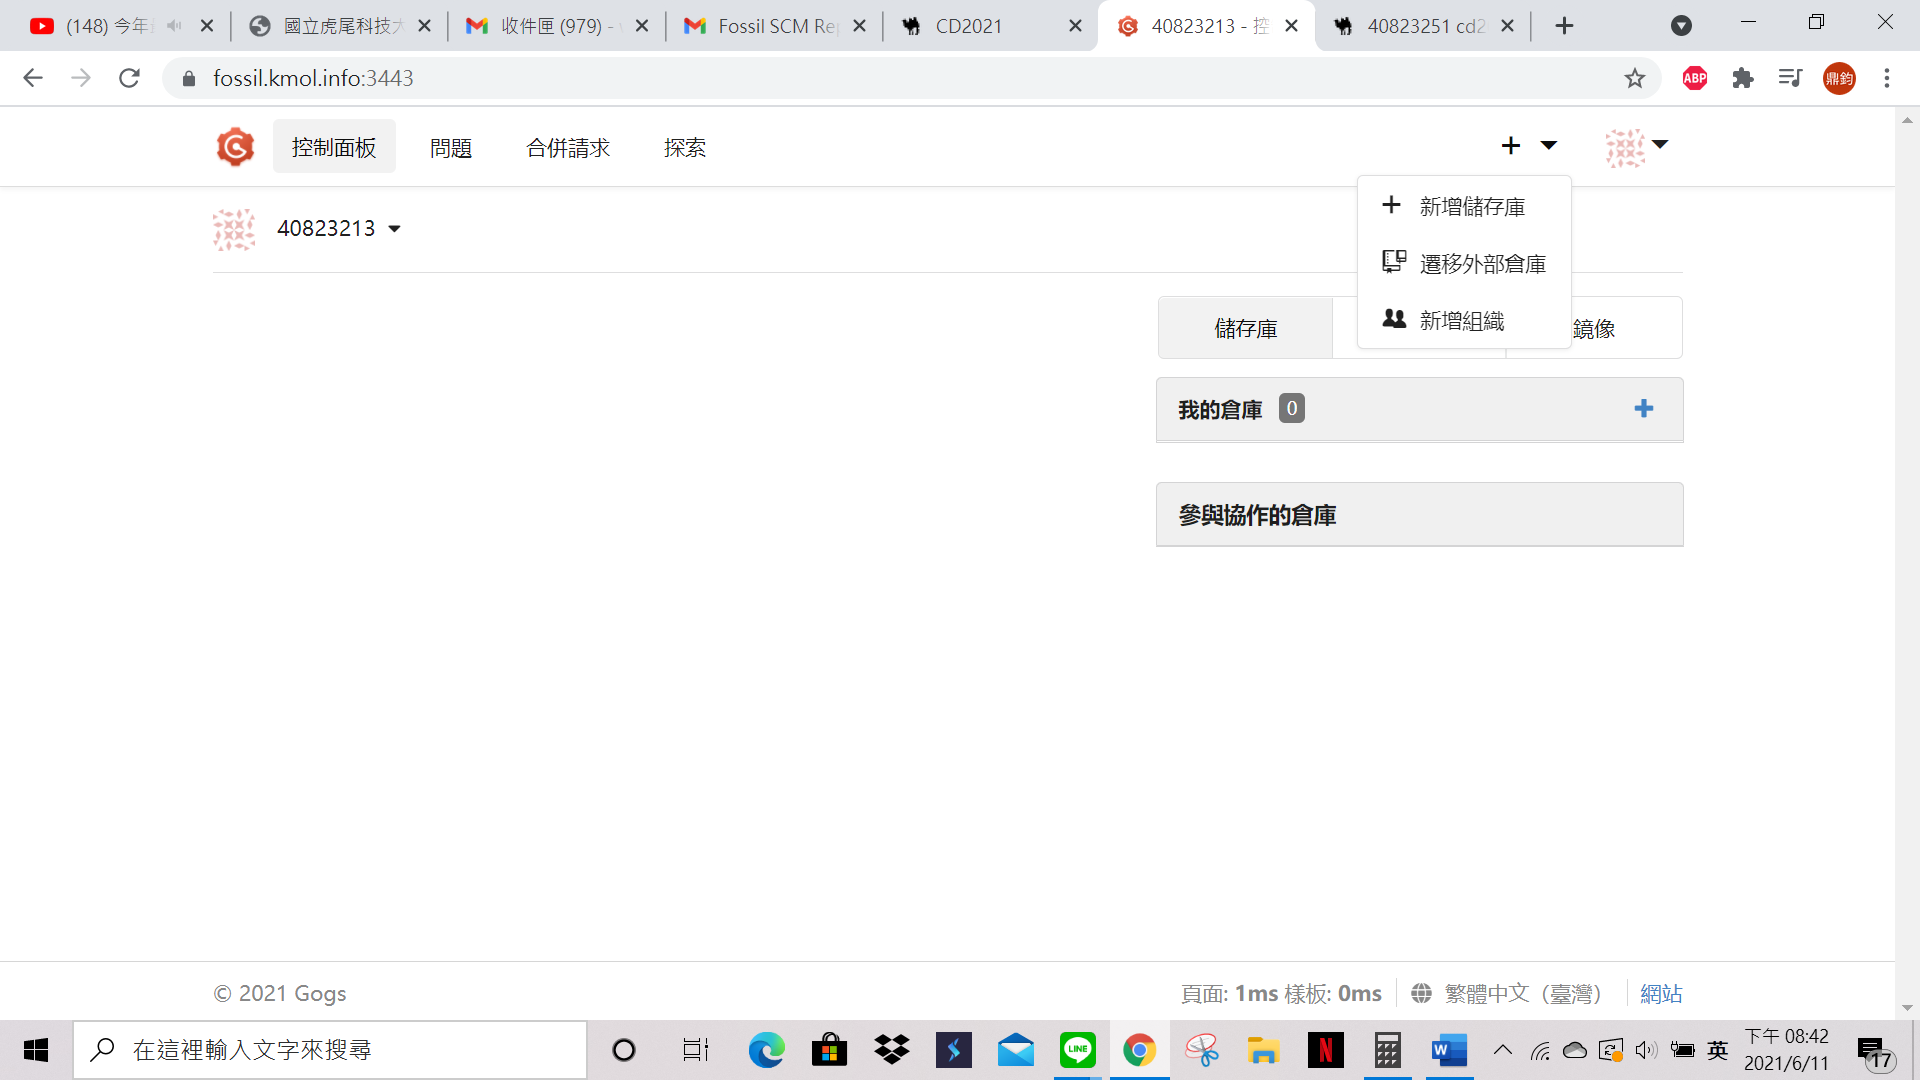 (148) 今年
國立虎尾科技大
收件匣 (979) -
Fossil SCM Re
CD2021
40823213 - 控
40823251 cd2
fossil.kmol.info:3443
ABP
鼎鈞
控制面板
問題
合併請求
探索
40823213
新增儲存庫
遷移外部倉庫
新增組織
儲存庫
鏡像
我的倉庫 0
參與協作的倉庫
© 2021 Gogs
頁面: 1ms 樣板: 0ms
繁體中文（臺灣）
網站
在這裡輸入文字來搜尋
LINE
N
W
英
下午 08:42
2021/6/11
17